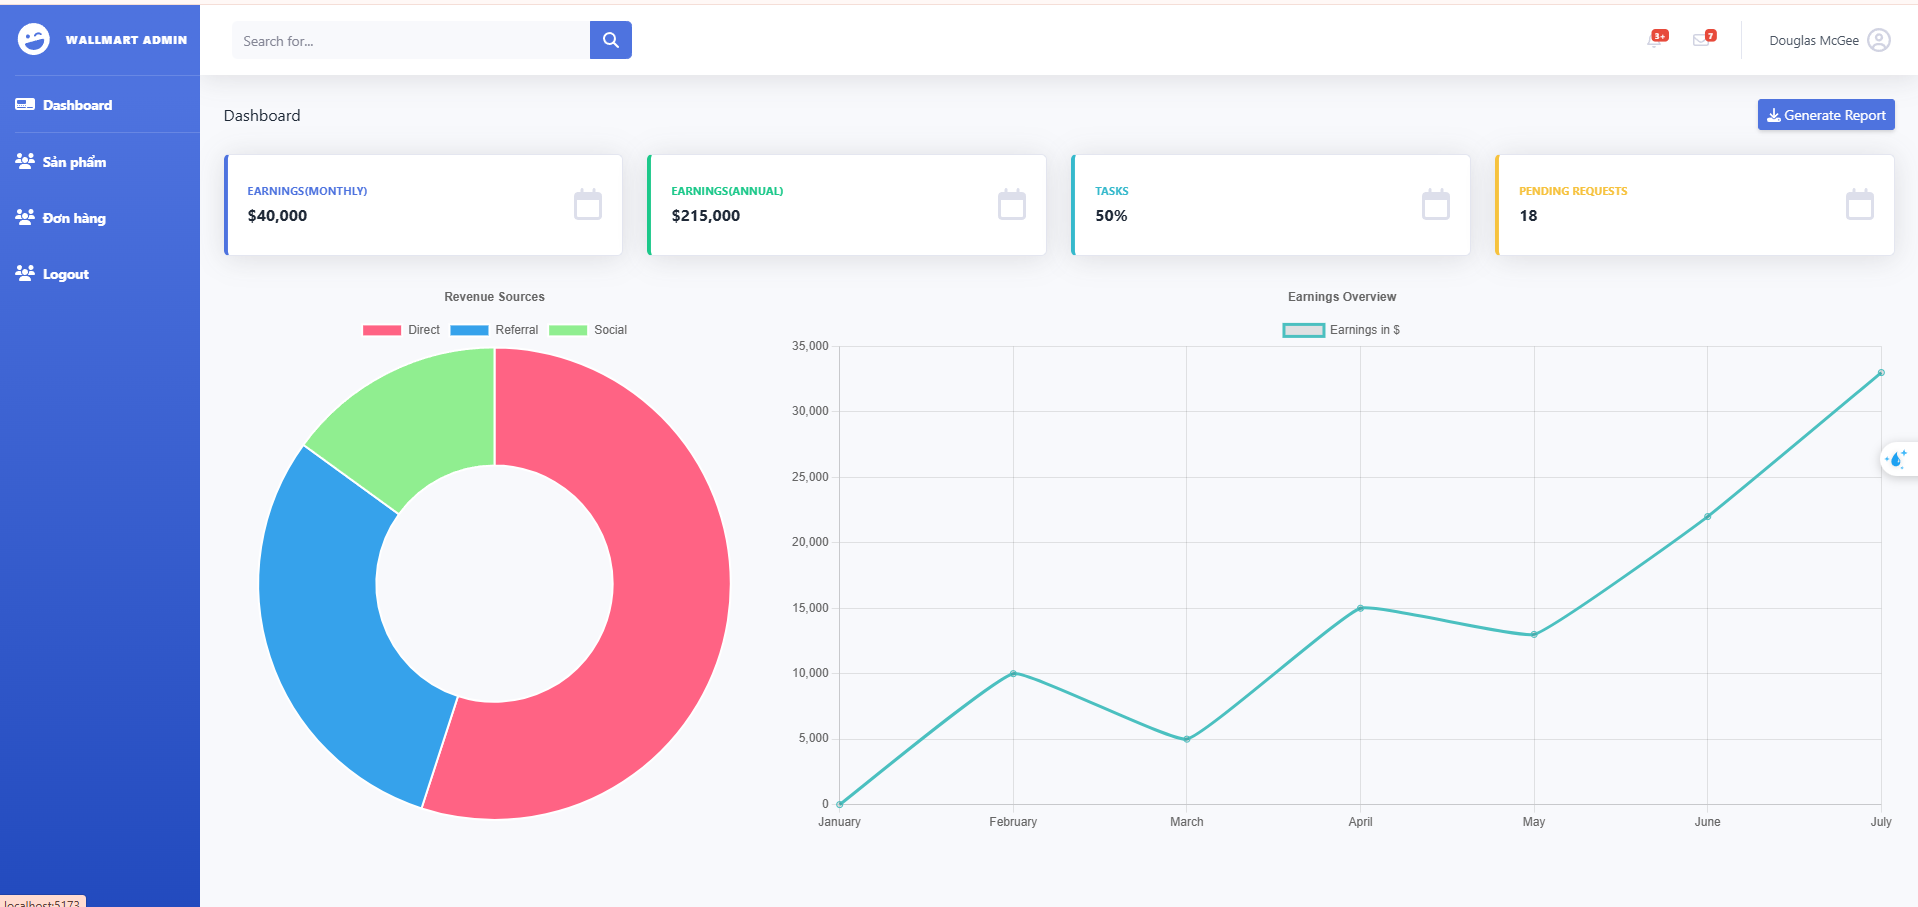 WALLMART ADMIN
Search for...
3+
7
Douglas McGee
Dashboard
Sản phẩm
Đơn hàng
Logout
Dashboard
Generate Report
EARNINGS(MONTHLY)
$40,000
EARNINGS(ANNUAL)
$215,000
TASKS
50%
PENDING REQUESTS
18
Revenue Sources
Direct Referral Social
Earnings Overview
Earnings in $
35,000
30,000
25,000
20,000
15,000
10,000
5,000
0
January February March April May June July
localhost:5173